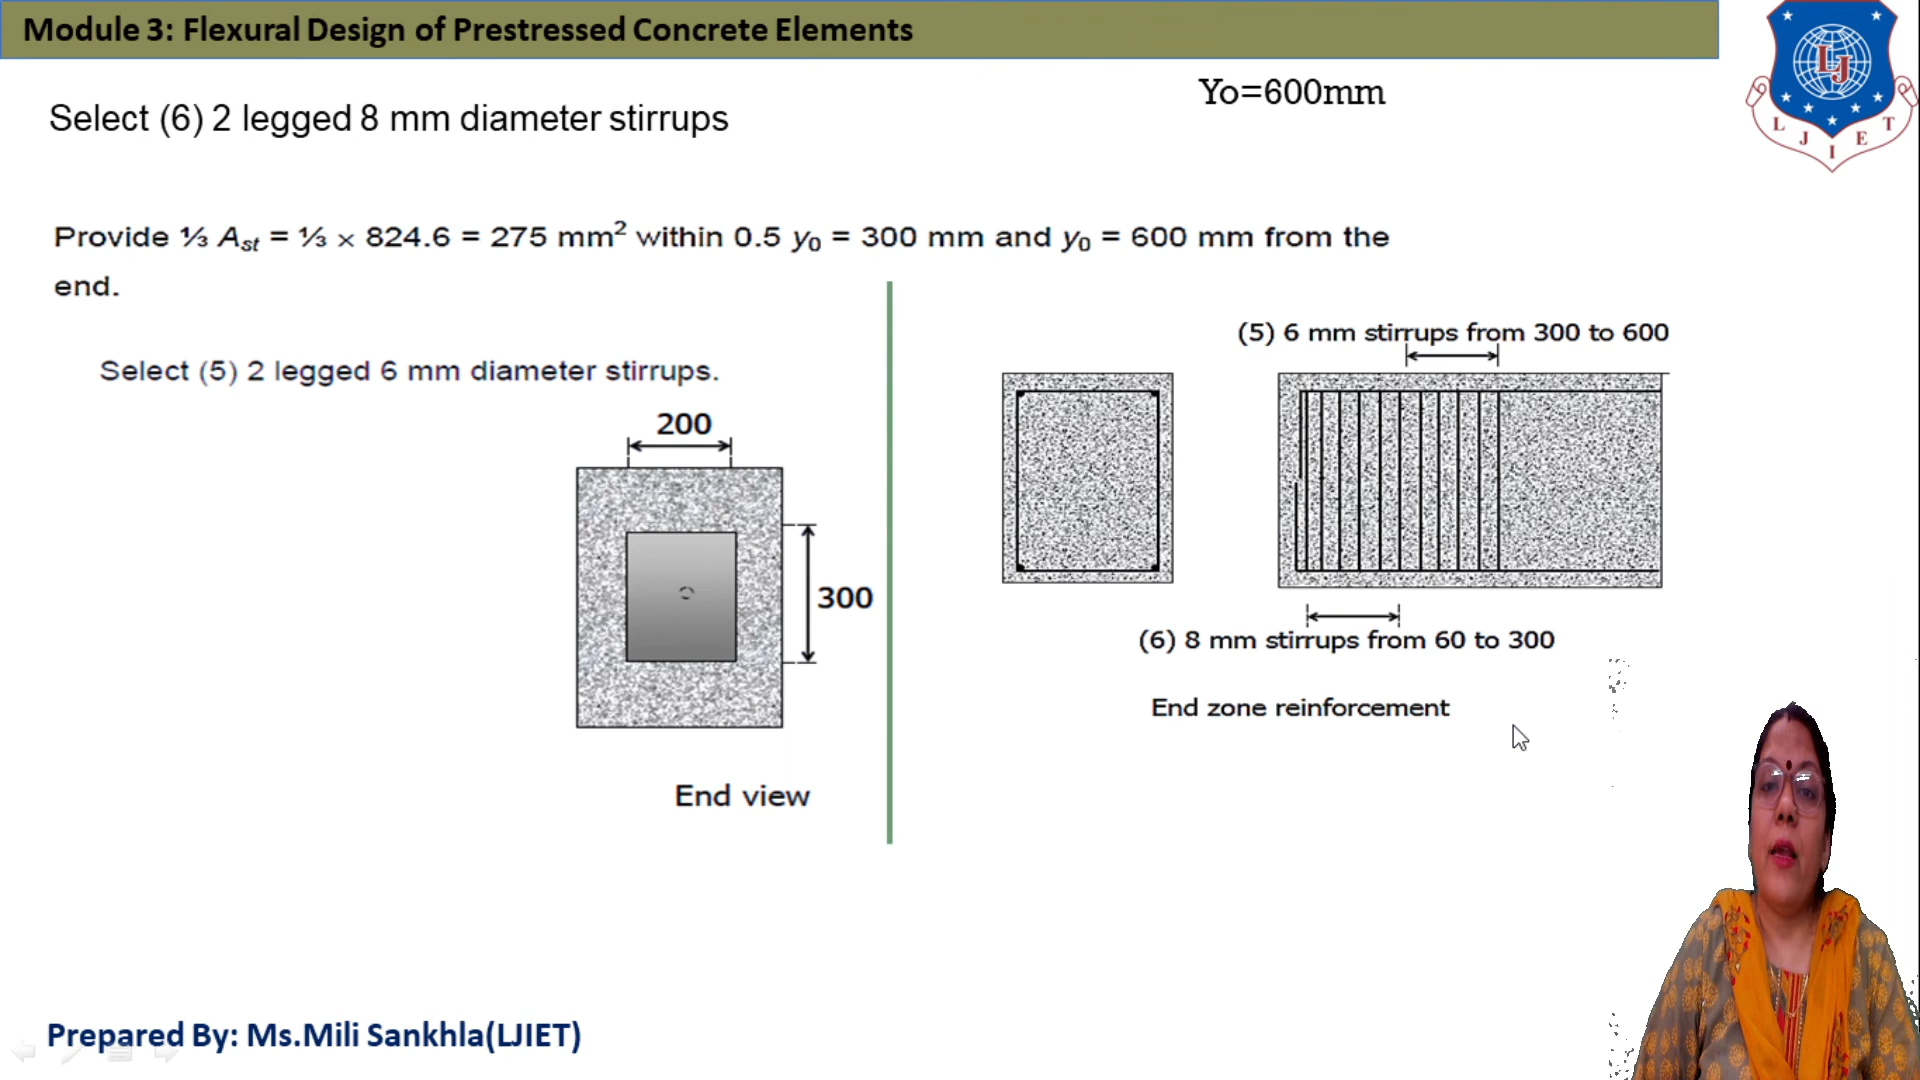 Module 3: Flexural Design of Prestressed Concrete Elements
Yo=600mm
Select (6) 2 legged 8 mm diameter stirrups
Provide ⅓ Ast = ⅓ × 824.6 = 275 mm² within 0.5 y₀ = 300 mm and y₀ = 600 mm from the
end.
Select (5) 2 legged 6 mm diameter stirrups.
200
300
End view
(5) 6 mm stirrups from 300 to 600
(6) 8 mm stirrups from 60 to 300
End zone reinforcement
LJ
L J I E T
Prepared By: Ms.Mili Sankhla(LJIET)